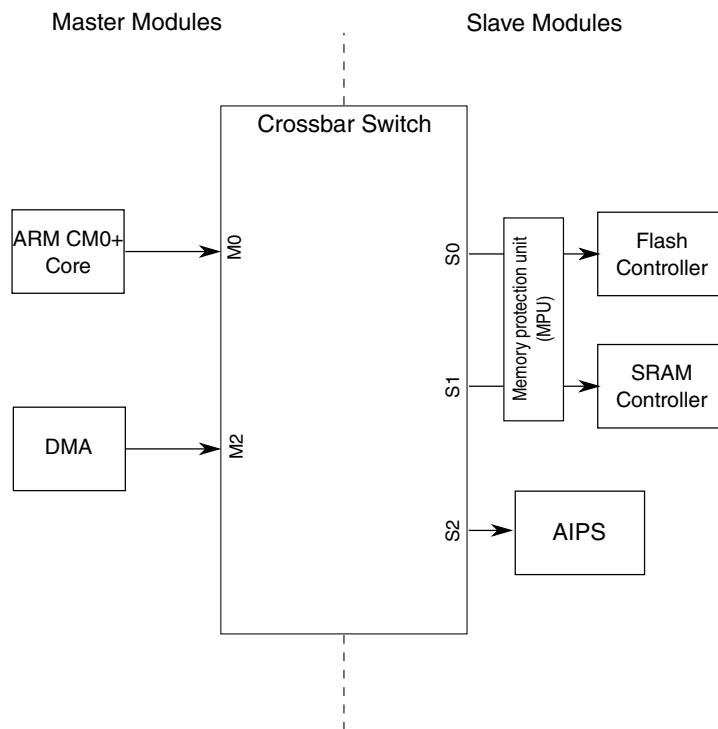 Master Modules
Slave Modules
Crossbar Switch
ARM CM0+
Core
M0
DMA
M2
S0
S1
S2
Memory protection unit
(MPU)
Flash
Controller
SRAM
Controller
AIPS